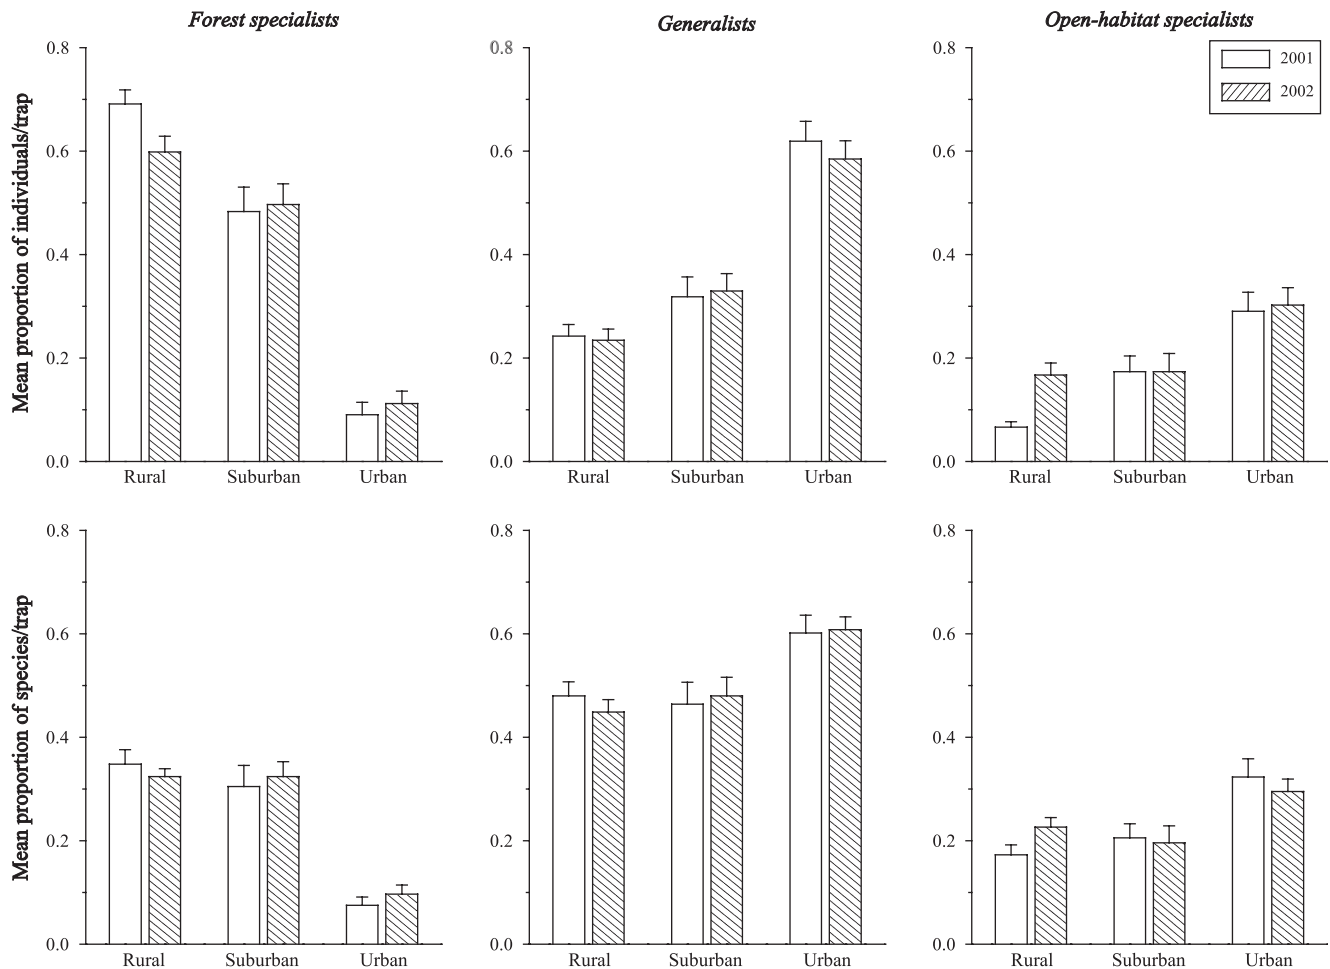 Forest specialists
Generalists
Open-habitat specialists
2001
2002
Mean proportion of individuals/trap
0.8
0.6
0.4
0.2
0.0
Rural Suburban Urban
0.8
0.6
0.4
0.2
0.0
Rural Suburban Urban
0.8
0.6
0.4
0.2
0.0
Rural Suburban Urban
Mean proportion of species/trap
0.8
0.6
0.4
0.2
0.0
Rural Suburban Urban
0.8
0.6
0.4
0.2
0.0
Rural Suburban Urban
0.8
0.6
0.4
0.2
0.0
Rural Suburban Urban